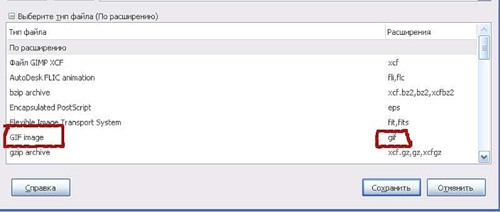 Выберите тип файла (По расширению)
Тип файла Расширения
По расширению
Файл GIMP XCF xcf
AutoDesk FLIC animation fli,flc
bzip archive xcf.bz2,bz2,xcfbz2
Encapsulated PostScript eps
Flexible Image Transport System fit,fits
GIF image gif
gzip archive xcf.gz,gz,xcfgz
Справка Сохранить Отменить